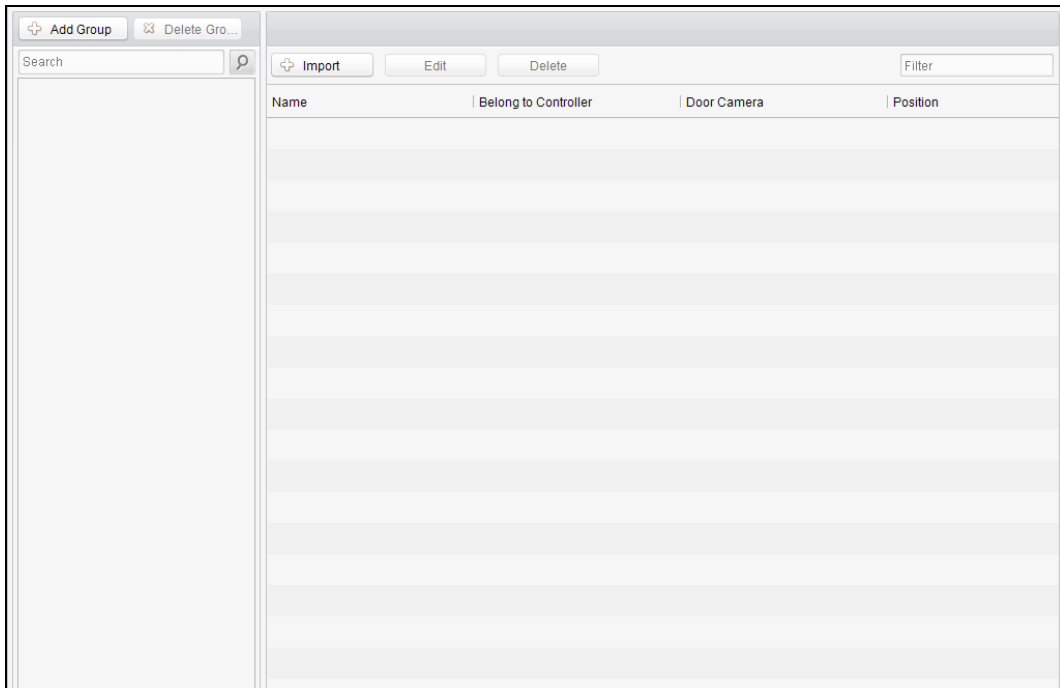 Add Group
Delete Gro...
Search
Import
Edit
Delete
Filter
Name
Belong to Controller
Door Camera
Position